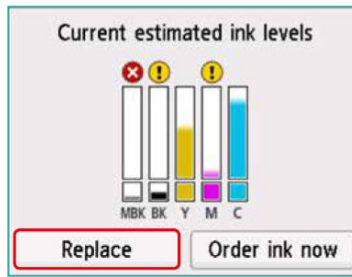 Current estimated ink levels
MBK BK Y M C
Replace
Order ink now